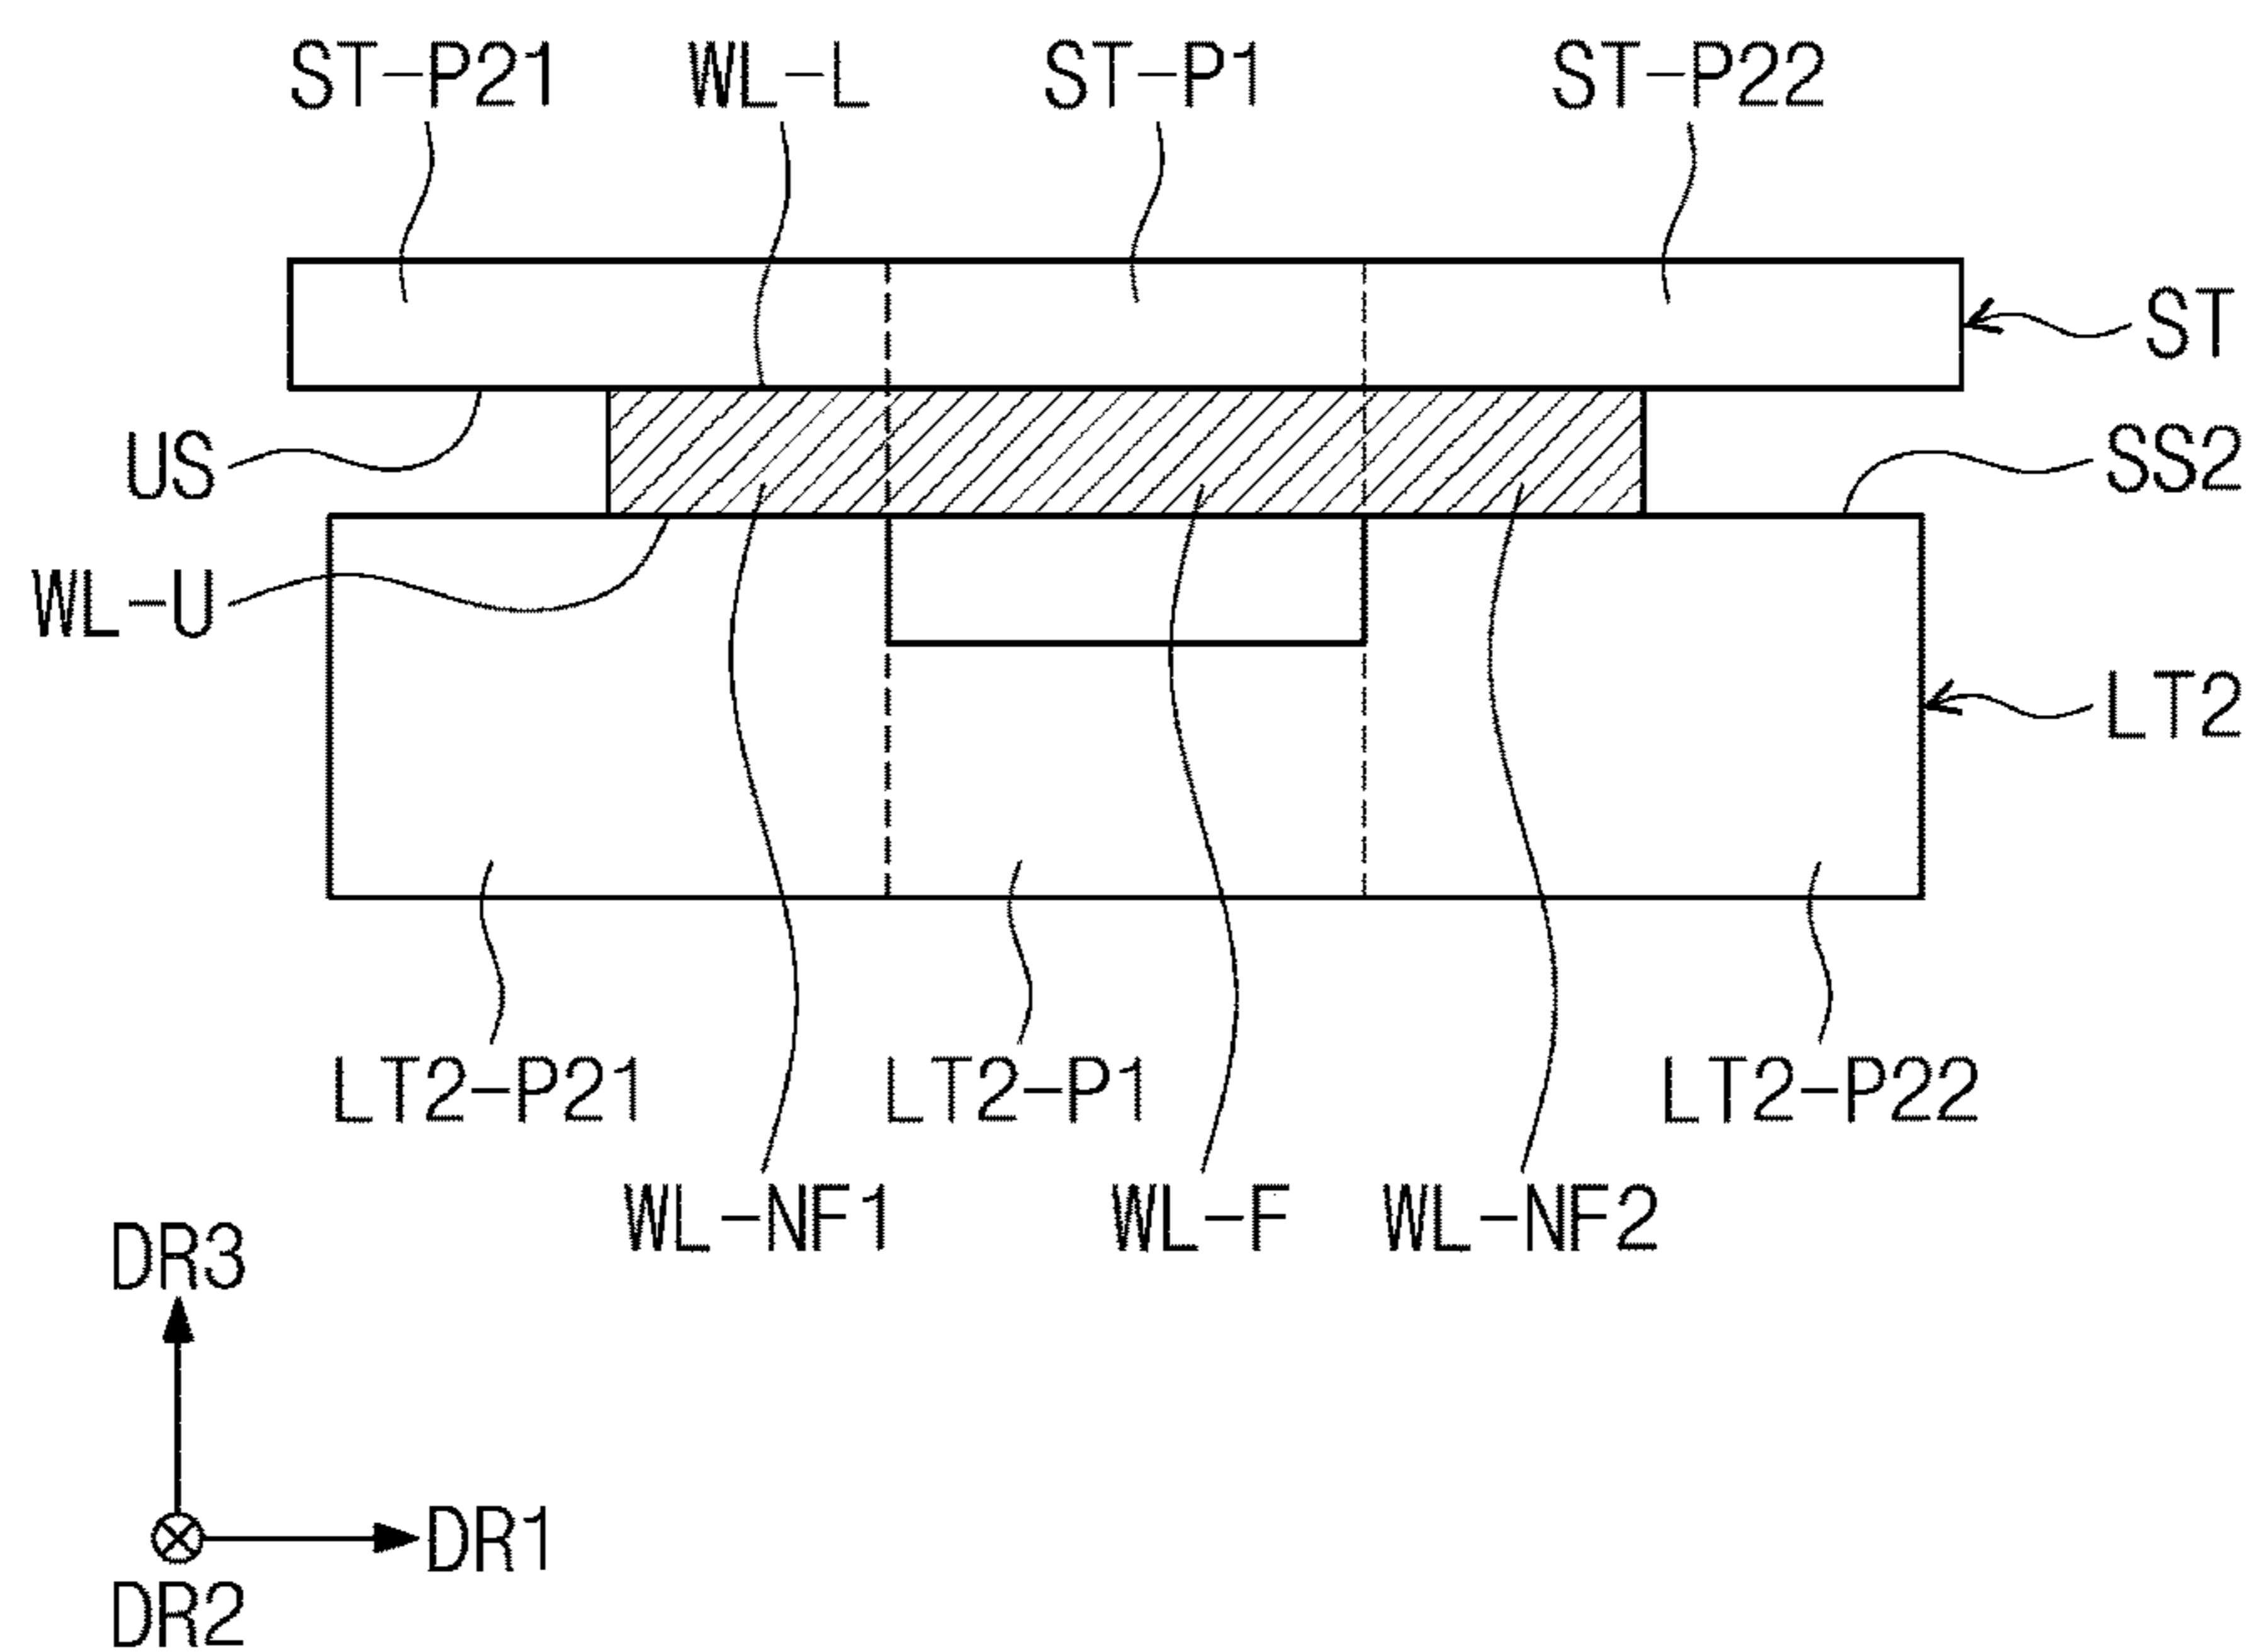 ST-P21 WL-L ST-P1 ST-P22
ST
US
SS2
WL-U
LT2
LT2-P21 LT2-P1 LT2-P22
WL-NF1 WL-F WL-NF2
DR3
DR1
DR2